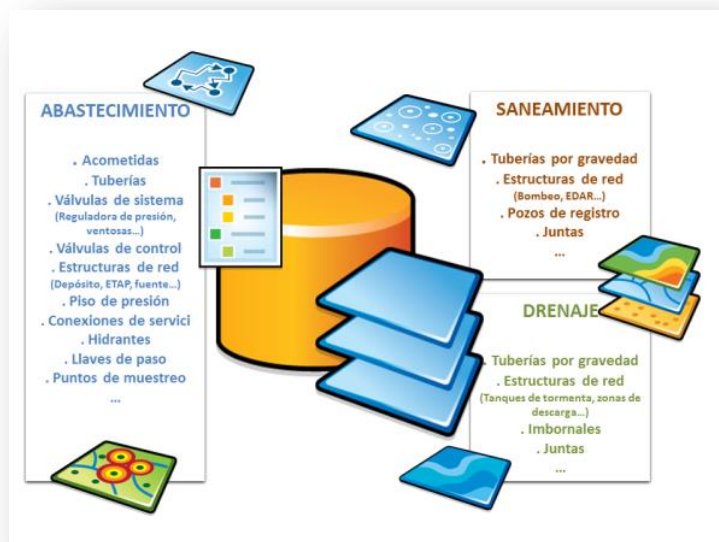 ABASTECIMIENTO
. Acometidas
. Tuberías
. Válvulas de sistema
(Reguladora de presión,
ventosas...)
. Válvulas de control
. Estructuras de red
(Depósito, ETAP, fuente...)
. Piso de presión
. Conexiones de servici
. Hidrantes
. Llaves de paso
. Puntos de muestreo
...
SANEAMIENTO
. Tuberías por gravedad
. Estructuras de red
(Bombeo, EDAR...)
. Pozos de registro
. Juntas
...
DRENAJE
. Tuberías por gravedad
. Estructuras de red
(Tanques de tormenta, zonas de
descarga...)
. Imbornales
. Juntas
...